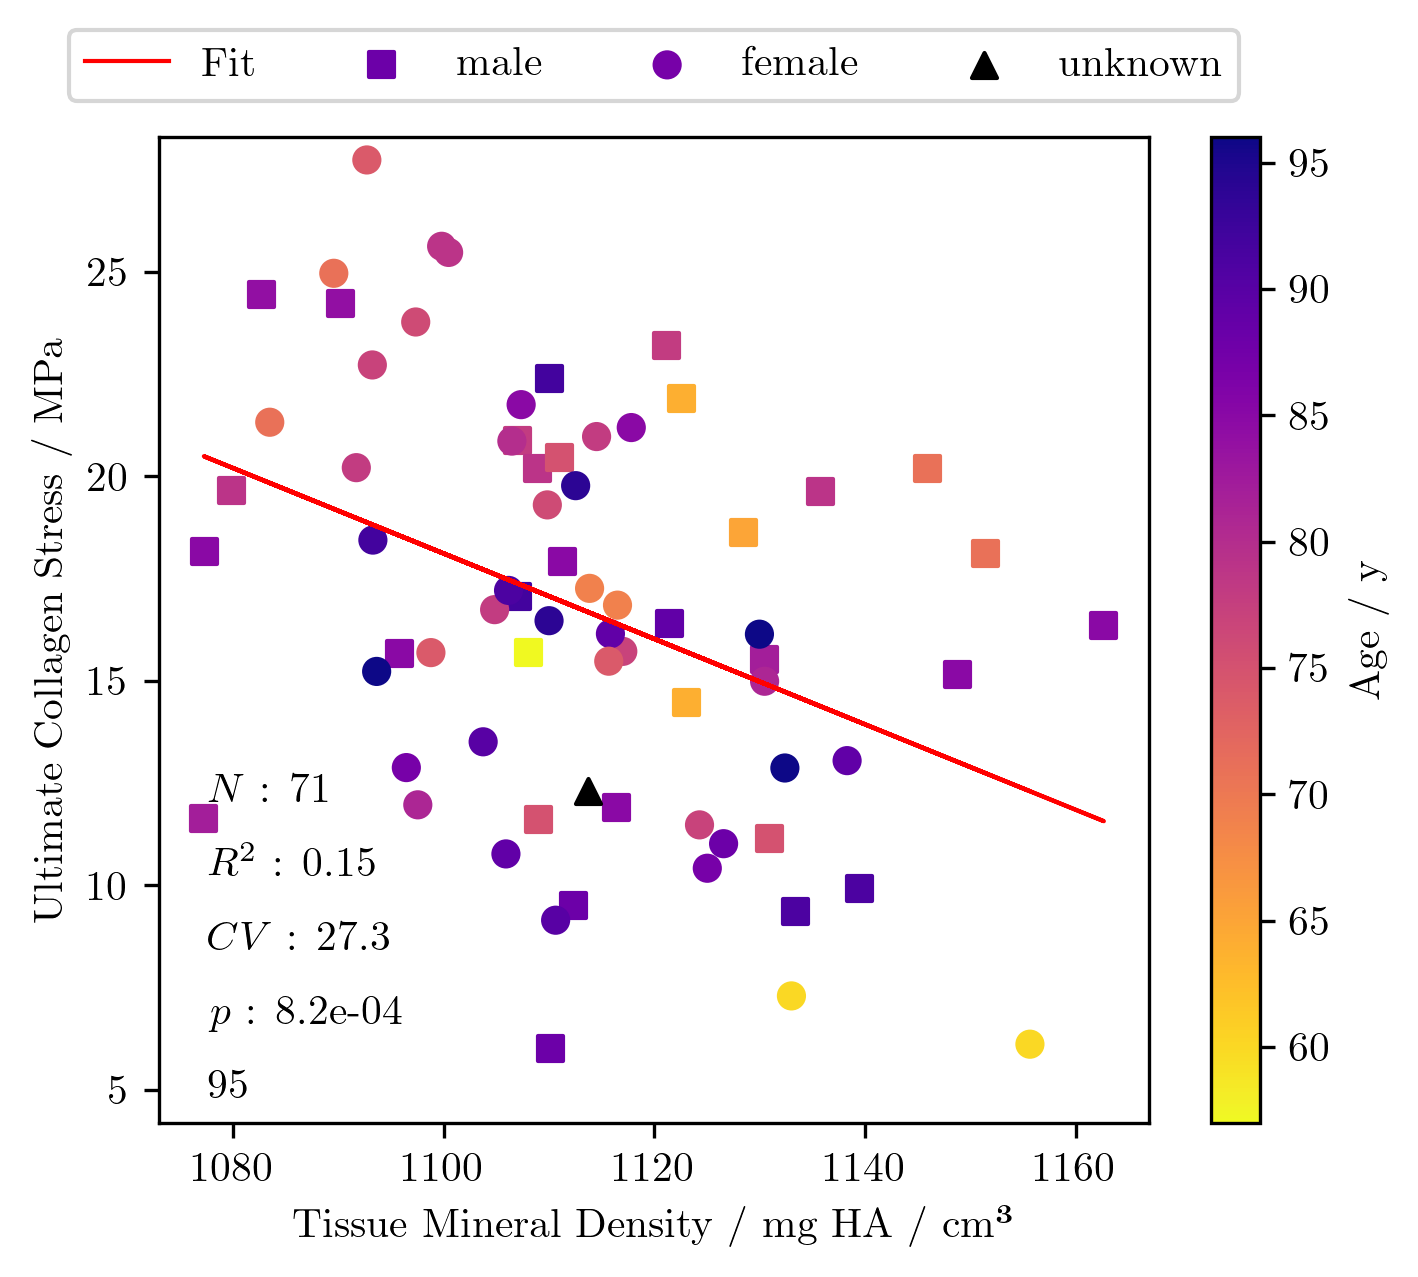 Fit male female unknown
Ultimate Collagen Stress / MPa
25
20
15
10
5
N : 71
R² : 0.15
CV : 27.3
p : 8.2e-04
95
1080 1100 1120 1140 1160
Tissue Mineral Density / mg HA / cm³
95
90
85
80
75
70
65
60
Age / y